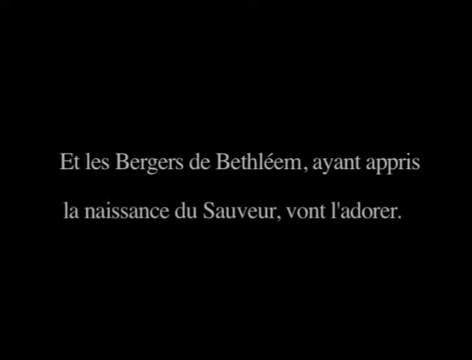 Et les Bergers de Bethléem, ayant appris
la naissance du Sauveur, vont l'adorer.